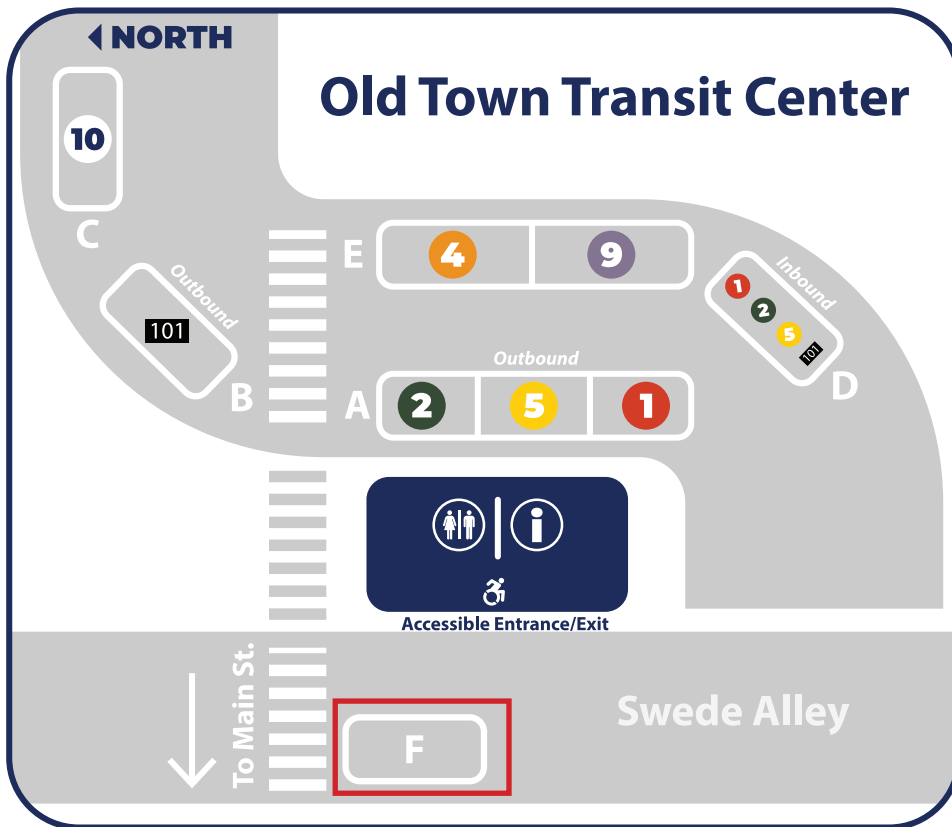 NORTH
Old Town Transit Center
10
C
Outbound
101
B
E
4
9
Inbound
1
2
5
101
D
Outbound
A
2
5
1
i
Accessible Entrance/Exit
To Main St.
Swede Alley
F